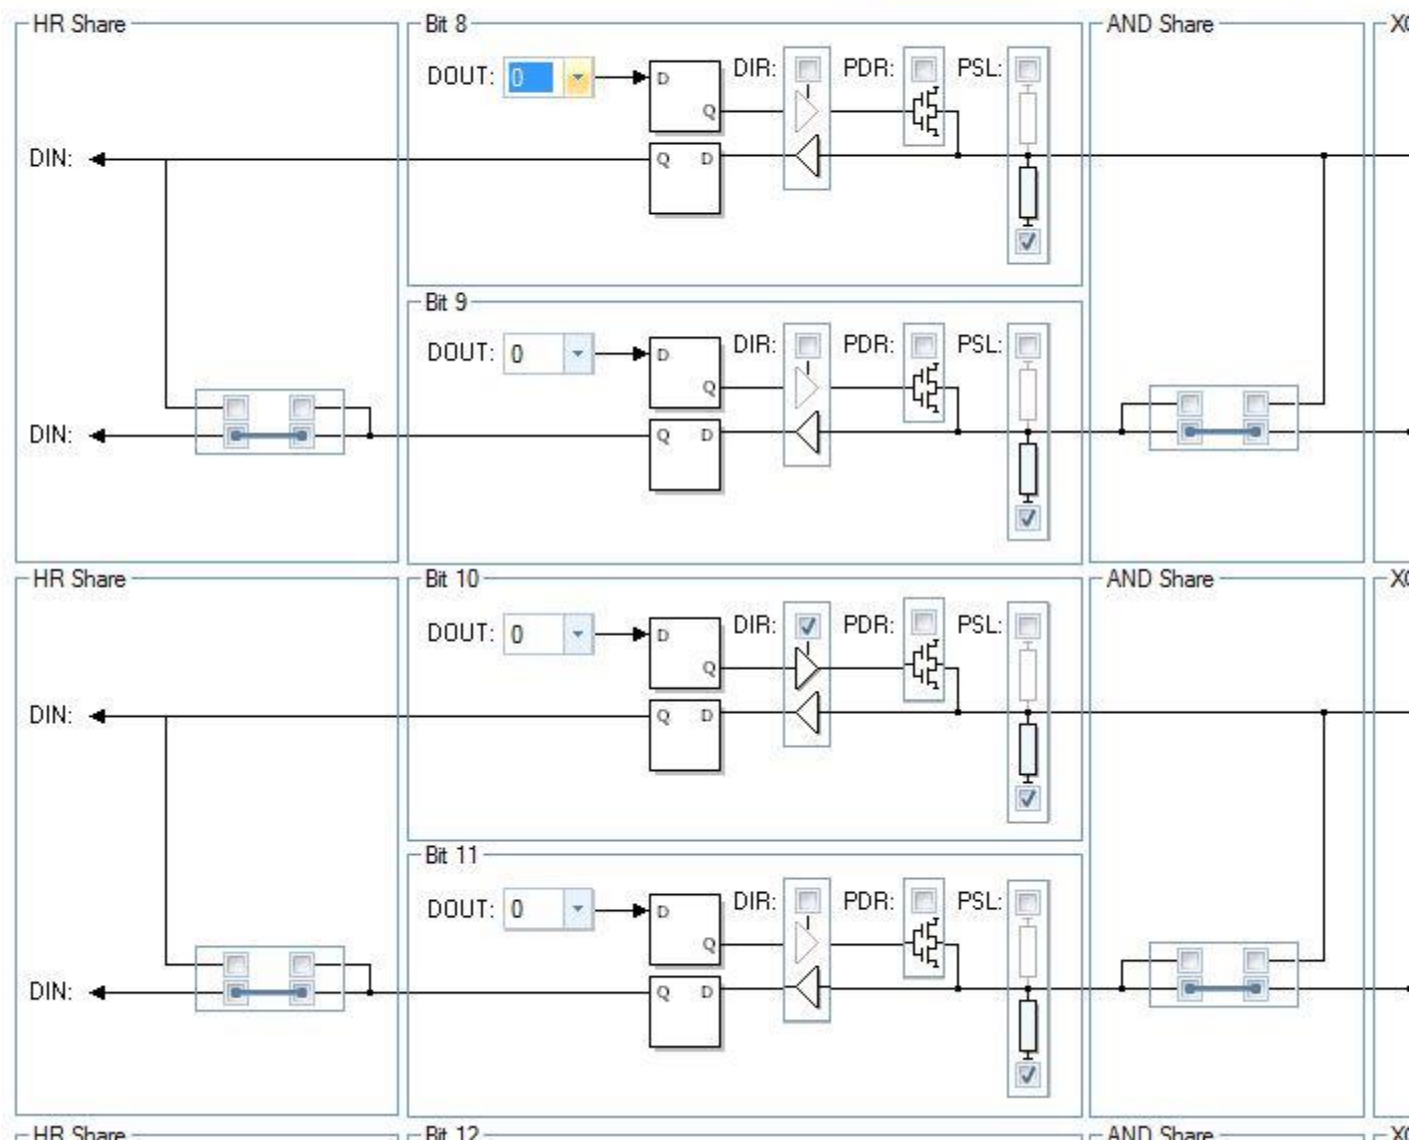 HR Share
Bit 8
AND Share
DOUT: 0
D
Q
DIR:
PDR:
PSL:
DIN:
Q D
Bit 9
DOUT: 0
D
Q
DIR:
PDR:
PSL:
DIN:
Q D
HR Share
Bit 10
AND Share
DOUT: 0
D
Q
DIR:
PDR:
PSL:
DIN:
Q D
Bit 11
DOUT: 0
D
Q
DIR:
PDR:
PSL:
DIN:
Q D
HR Share
Bit 12
AND Share